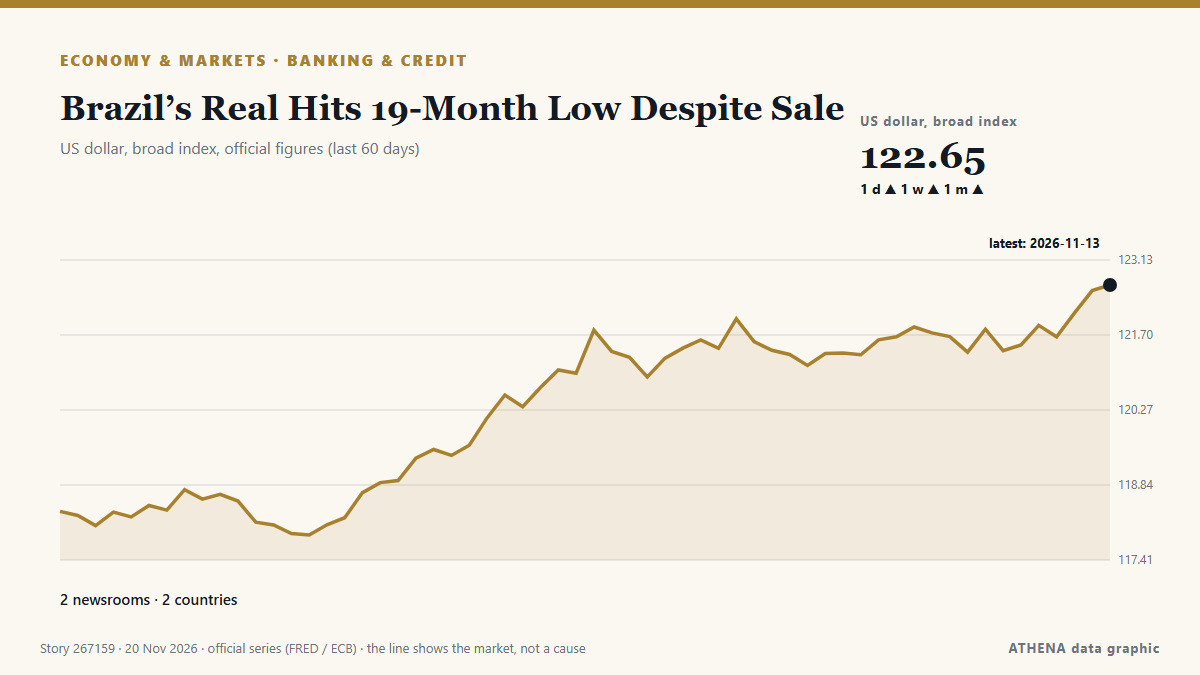 ECONOMY & MARKETS · BANKING & CREDIT
Brazil’s Real Hits 19-Month Low Despite Sale
US dollar, broad index, official figures (last 60 days)
US dollar, broad index
122.65
1 d ▲ 1 w ▲ 1 m ▲
latest: 2026-11-13
123.13
121.70
120.27
118.84
117.41
2 newsrooms · 2 countries
Story 267159 · 20 Nov 2026 · official series (FRED / ECB) · the line shows the market, not a cause
ATHENA data graphic